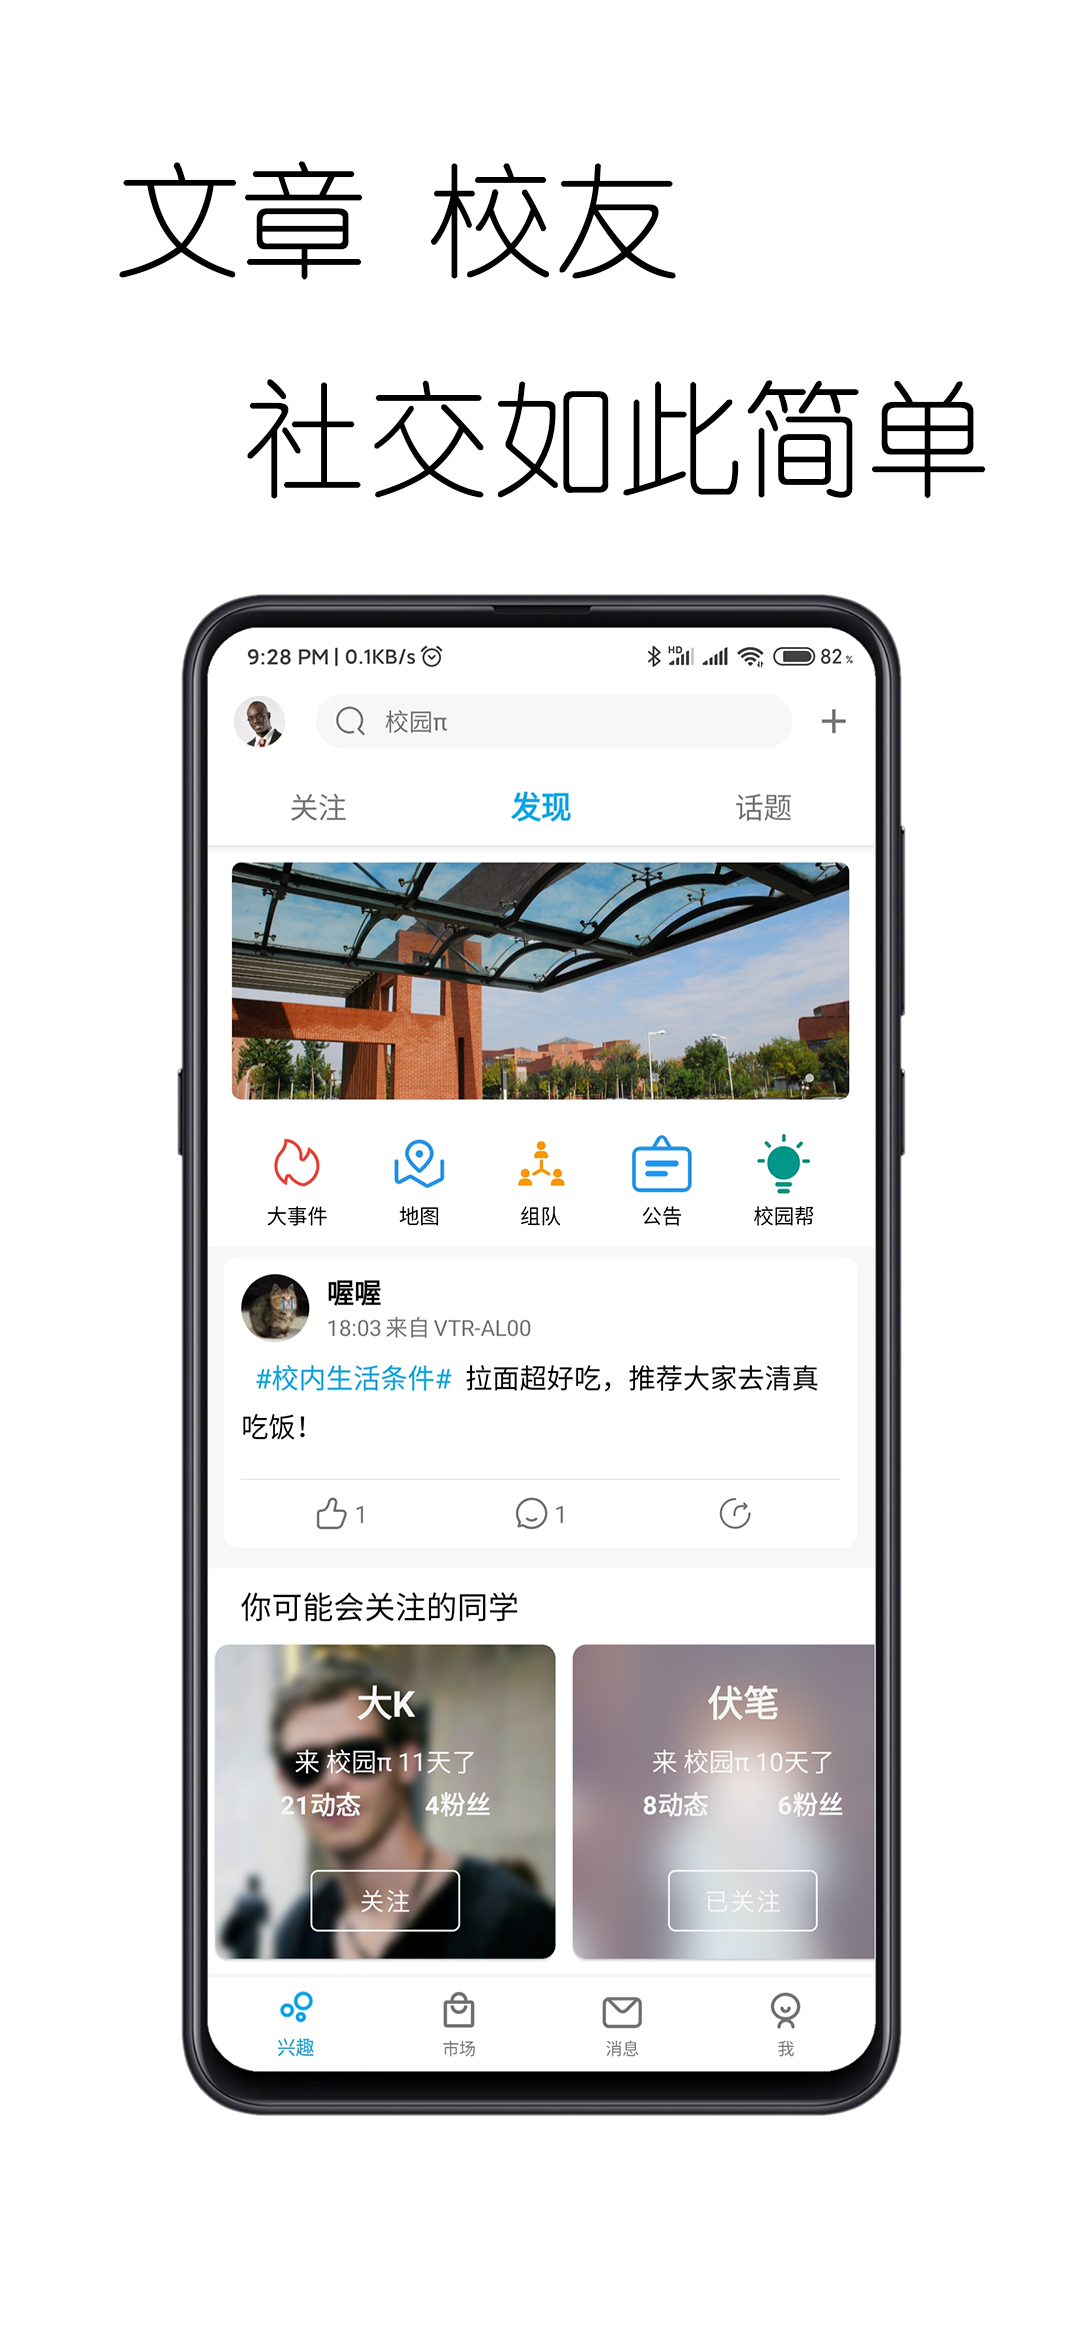 文章 校友
社交如此简单
9:28 PM | 0.1KB/s HD 82%
校园π
关注 发现 话题
大事件 地图 组队 公告 校园帮
喔喔
18:03 来自 VTR-AL00
#校内生活条件# 拉面超好吃，推荐大家去清真
吃饭！
1 1
你可能会关注的同学
大K 伏笔
来 校园π 11天了 来 校园π 10天了
21动态 4粉丝 8动态 6粉丝
关注 已关注
兴趣 市场 消息 我